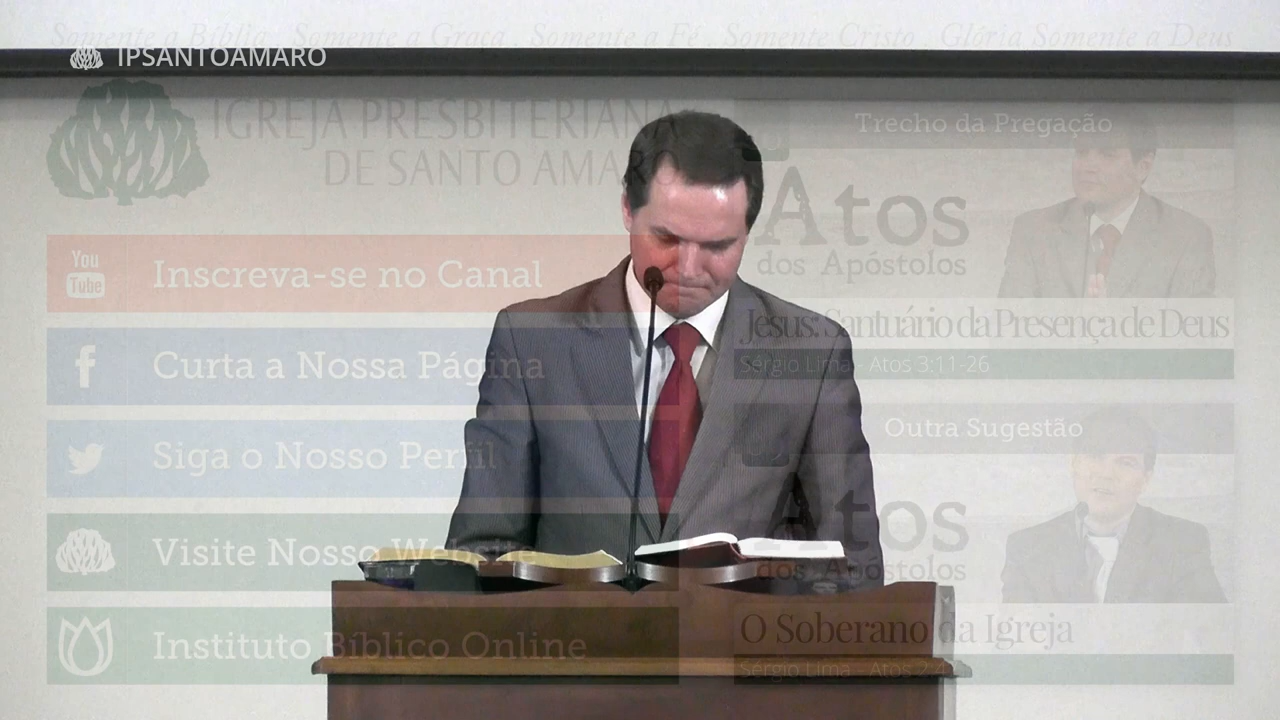 Somente a Bíblia . Somente a Graça . Somente a Fé . Somente Cristo . Glória Somente a Deus
IPSANTOAMARO
IGREJA PRESBITERIANA
DE SANTO AMARO
You
Tube
Inscreva-se no Canal
Curta a Nossa Página
Siga o Nosso Perfil
Visite Nosso Website
Instituto Bíblico Online
Trecho da Pregação
Atos
dos Apóstolos
Jesus: Santuário da Presença de Deus
Sérgio Lima - Atos 3:11-26
Outra Sugestão
Atos
dos Apóstolos
O Soberano da Igreja
Sérgio Lima - Atos